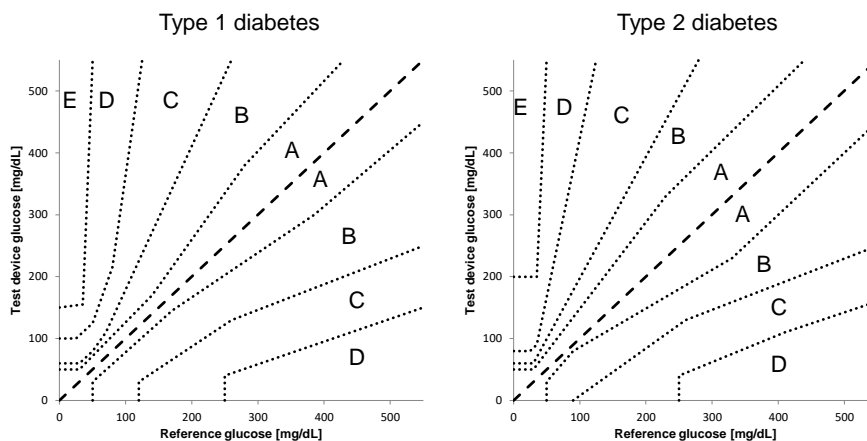 Type 1 diabetes
Test device glucose [mg/dL]
500
400
300
200
100
0
E D C B A A B C D
0 100 200 300 400 500
Reference glucose [mg/dL]
Type 2 diabetes
Test device glucose [mg/dL]
500
400
300
200
100
0
E D C B A A B C D
0 100 200 300 400 500
Reference glucose [mg/dL]